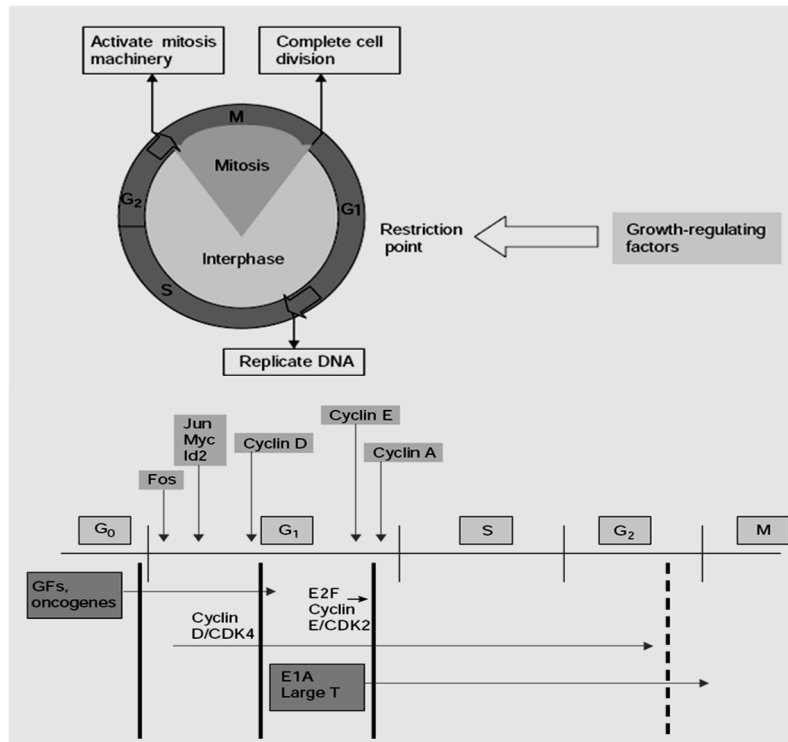 Activate mitosis
machinery
Complete cell
division
M
Mitosis
G₂
G1
Interphase
S
Restriction
point
Growth-regulating
factors
Replicate DNA
Jun
Myc
Id2
Fos
Cyclin D
Cyclin E
Cyclin A
G₀
G₁
S
G₂
M
GFs,
oncogenes
Cyclin
D/CDK4
E2F
Cyclin
E/CDK2
E1A
Large T